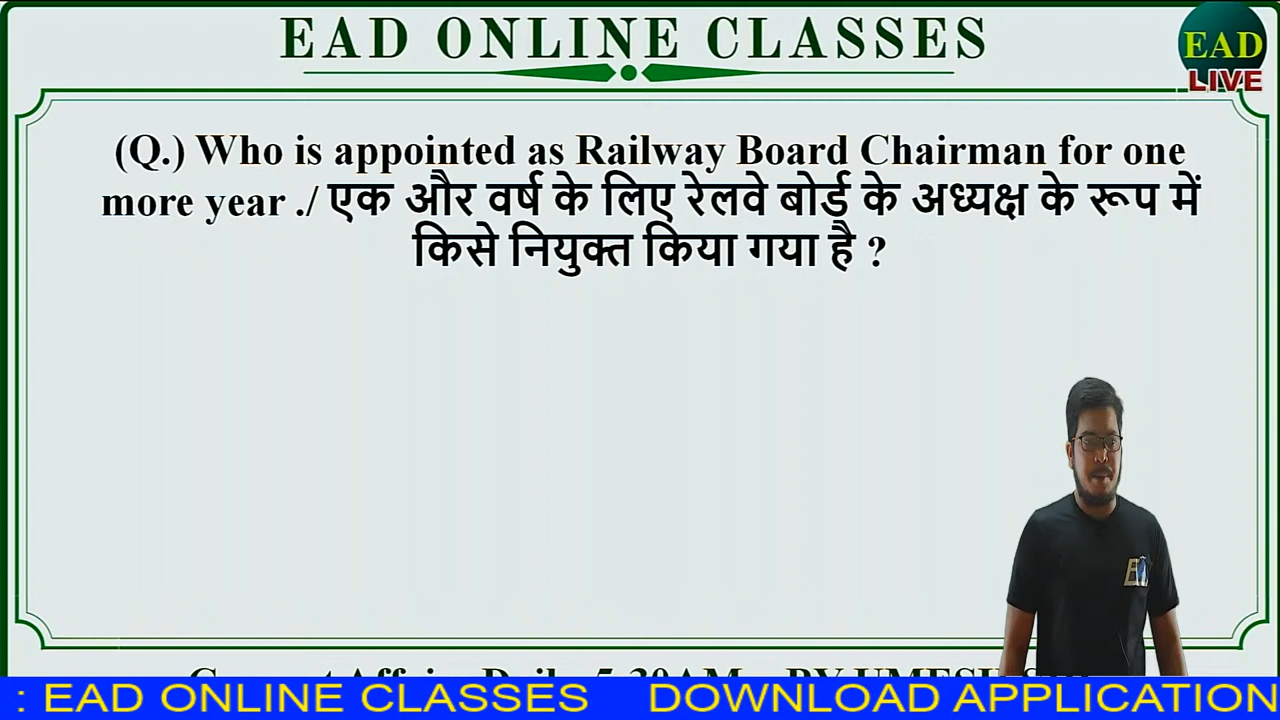 EAD ONLINE CLASSES
EAD
LIVE
(Q.) Who is appointed as Railway Board Chairman for one
more year ./ एक और वर्ष के लिए रेलवे बोर्ड के अध्यक्ष के रूप में
किसे नियुक्त किया गया है ?
: EAD ONLINE CLASSES DOWNLOAD APPLICATION